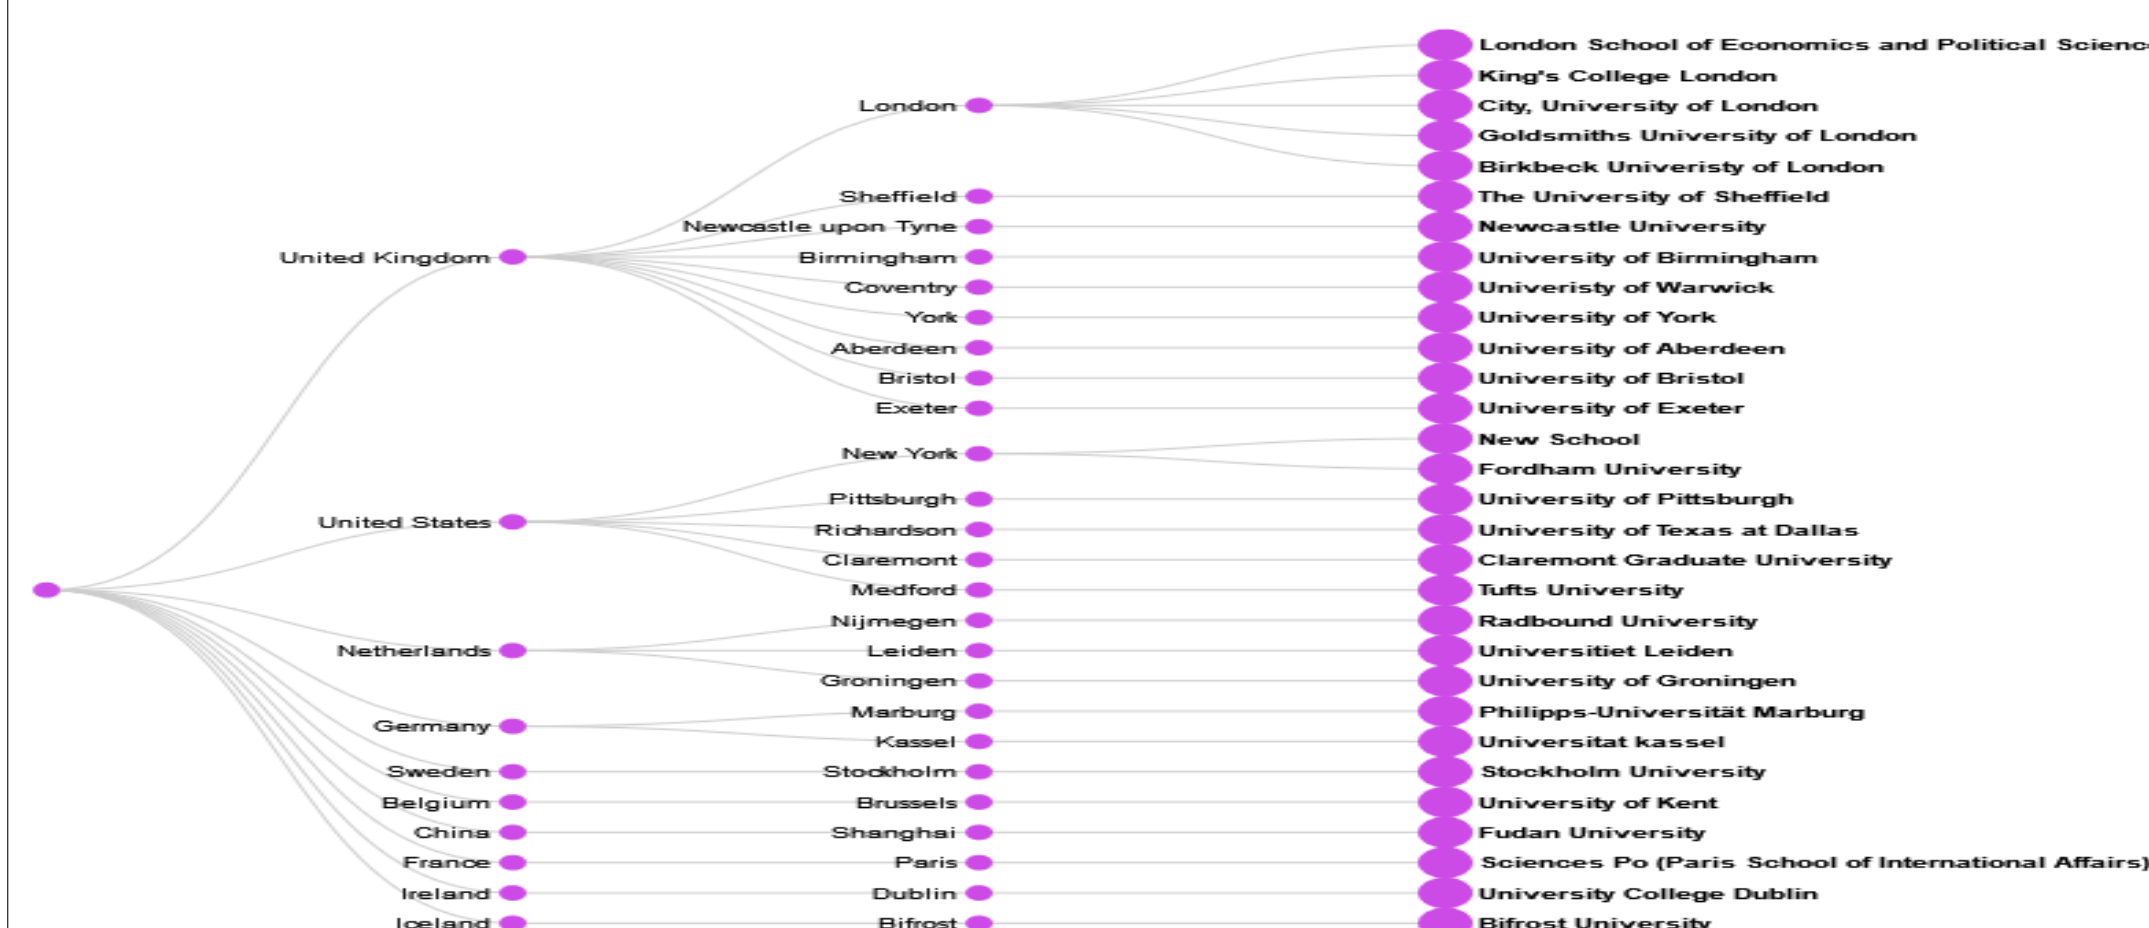 London School of Economics and Political Scienc
King's College London
London
City, University of London
Goldsmiths University of London
Birkbeck Univeristy of London
Sheffield
The University of Sheffield
Newcastle upon Tyne
Newcastle University
United Kingdom
Birmingham
University of Birmingham
Coventry
Univeristy of Warwick
York
University of York
Aberdeen
University of Aberdeen
Bristol
University of Bristol
Exeter
University of Exeter
New School
New York
Fordham University
Pittsburgh
University of Pittsburgh
United States
Richardson
University of Texas at Dallas
Claremont
Claremont Graduate University
Medford
Tufts University
Nijmegen
Radbound University
Netherlands
Leiden
Universitiet Leiden
Groningen
University of Groningen
Marburg
Philipps-Universität Marburg
Germany
Kassel
Universitat kassel
Sweden
Stockholm
Stockholm University
Belgium
Brussels
University of Kent
China
Shanghai
Fudan University
France
Paris
Sciences Po (Paris School of International Affairs)
Ireland
Dublin
University College Dublin
Iceland
Bifrost
Bifrost University